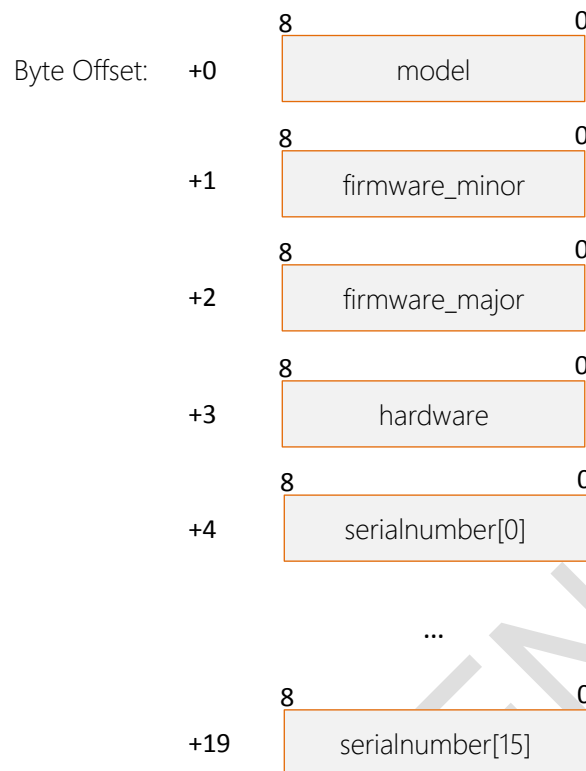 8 0
Byte Offset: +0 model
8 0
+1 firmware_minor
8 0
+2 firmware_major
8 0
+3 hardware
8 0
+4 serialnumber[0]
...
8 0
+19 serialnumber[15]